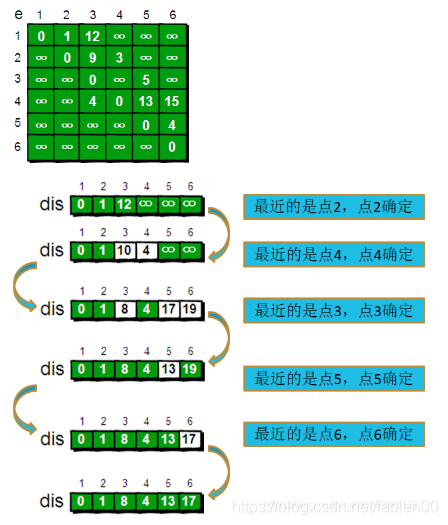 e 1 2 3 4 5 6
1 0 1 12 ∞ ∞ ∞
2 ∞ 0 9 3 ∞ ∞
3 ∞ ∞ 0 ∞ 5 ∞
4 ∞ ∞ 4 0 13 15
5 ∞ ∞ ∞ ∞ 0 4
6 ∞ ∞ ∞ ∞ ∞ 0
1 2 3 4 5 6
dis 0 1 12 ∞ ∞ ∞ 最近的是点2，点2确定
1 2 3 4 5 6
dis 0 1 10 4 ∞ ∞ 最近的是点4，点4确定
1 2 3 4 5 6
dis 0 1 8 4 17 19 最近的是点3，点3确定
1 2 3 4 5 6
dis 0 1 8 4 13 19 最近的是点5，点5确定
1 2 3 4 5 6
dis 0 1 8 4 13 17 最近的是点6，点6确定
1 2 3 4 5 6
dis 0 1 8 4 13 17
https://blog.csdn.net/fablen00